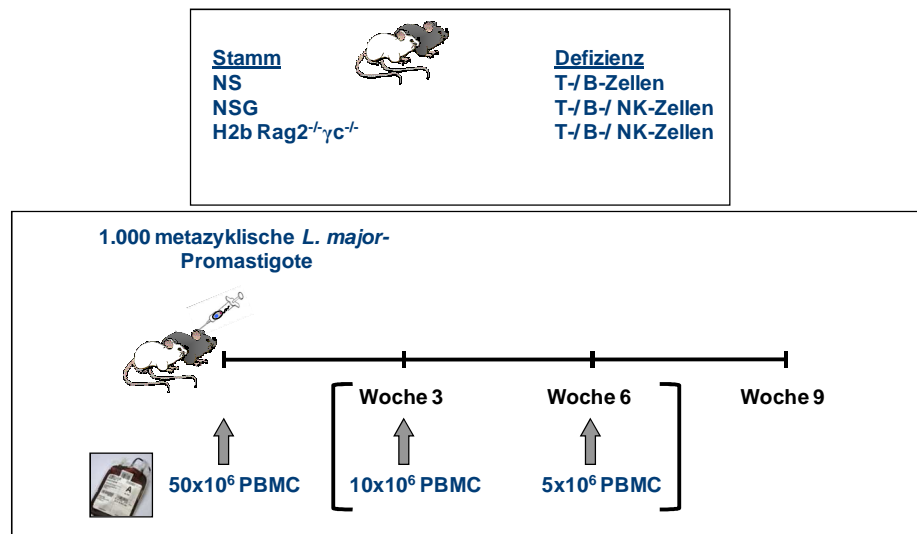 Stamm Defizienz
NS T-/ B-Zellen
NSG T-/ B-/ NK-Zellen
H2b Rag2⁻/⁻γc⁻/⁻ T-/ B-/ NK-Zellen
1.000 metazyklische L. major-
Promastigote
Woche 3 Woche 6 Woche 9
A
50x10⁶ PBMC 10x10⁶ PBMC 5x10⁶ PBMC